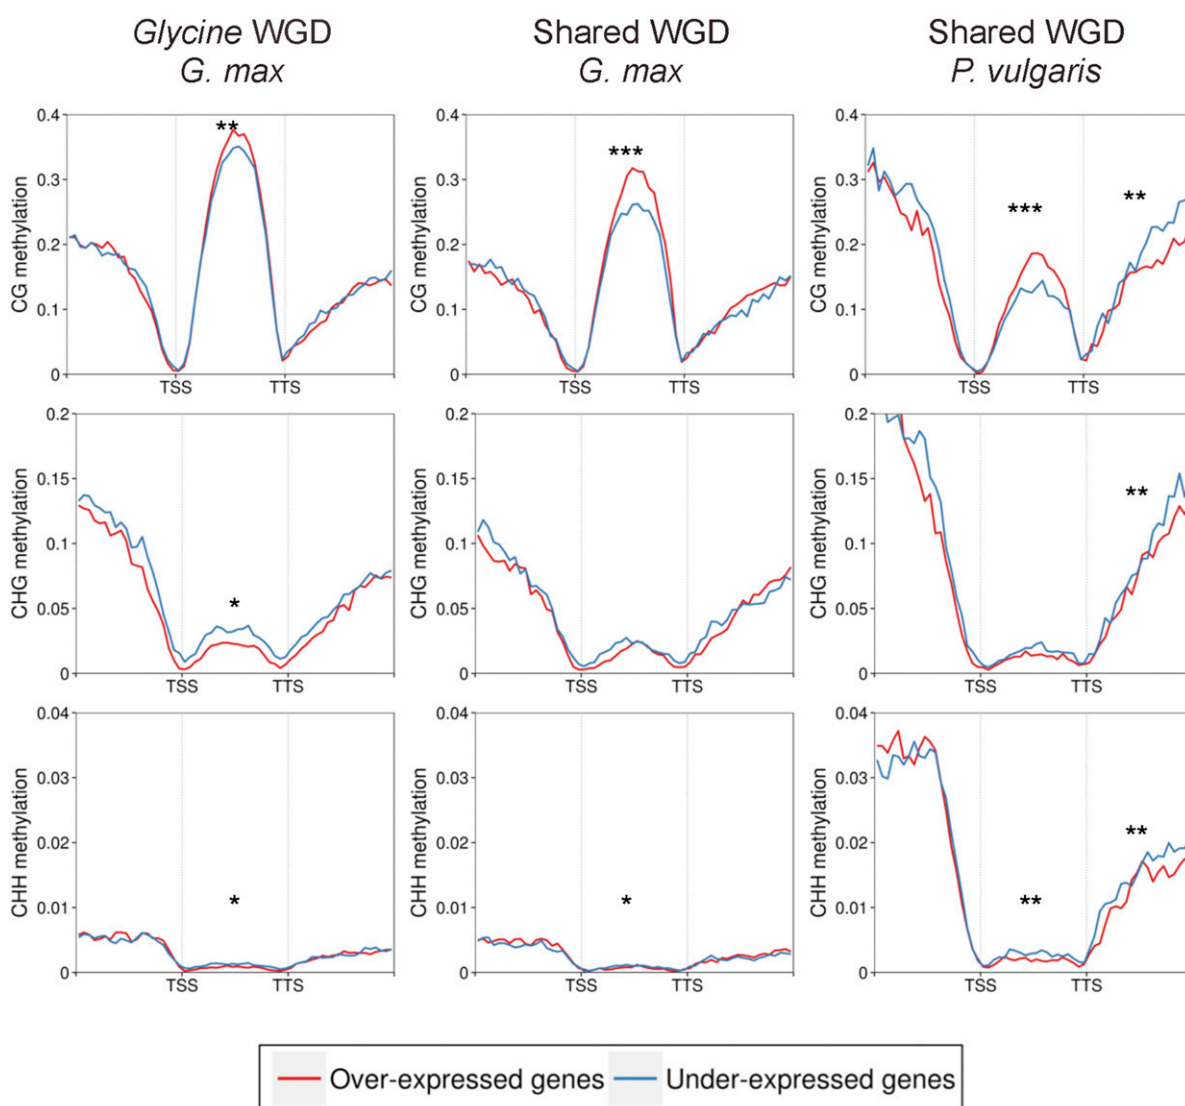 Glycine WGD
G. max
Shared WGD
G. max
Shared WGD
P. vulgaris
CG methylation
0.4
0.3
0.2
0.1
0
**
TSS
TTS
CG methylation
0.4
0.3
0.2
0.1
0
***
TSS
TTS
CG methylation
0.4
0.3
0.2
0.1
0
***
**
TSS
TTS
CHG methylation
0.2
0.15
0.1
0.05
0
*
TSS
TTS
CHG methylation
0.2
0.15
0.1
0.05
0
TSS
TTS
CHG methylation
0.2
0.15
0.1
0.05
0
**
TSS
TTS
CHH methylation
0.04
0.03
0.02
0.01
0
*
TSS
TTS
CHH methylation
0.04
0.03
0.02
0.01
0
*
TSS
TTS
CHH methylation
0.04
0.03
0.02
0.01
0
**
**
TSS
TTS
Over-expressed genes
Under-expressed genes